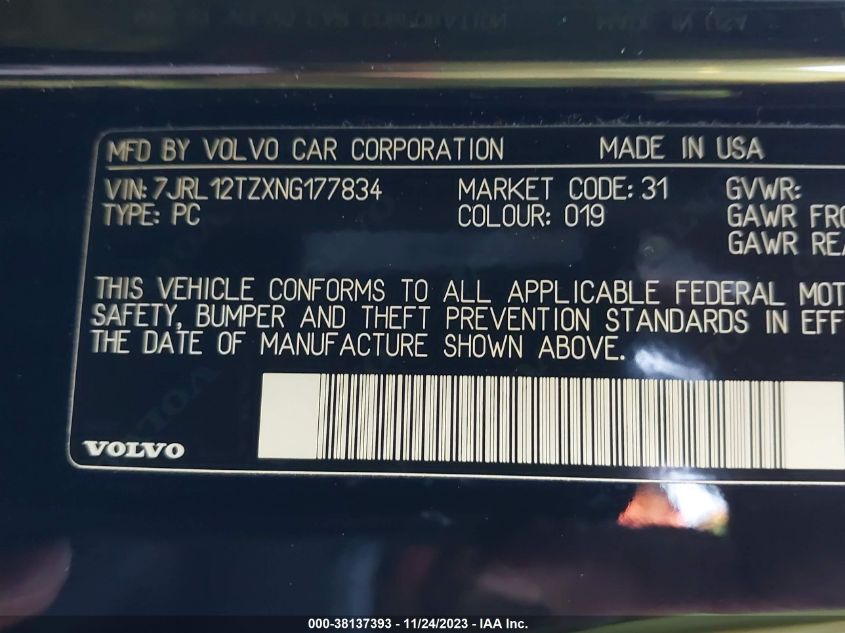 MFD BY VOLVO CAR CORPORATION MADE IN USA
VIN: 7JRL12TZXNG177834 MARKET CODE: 31 GVWR:
TYPE: PC COLOUR: 019 GAWR FRO
GAWR REA
THIS VEHICLE CONFORMS TO ALL APPLICABLE FEDERAL MOT
SAFETY, BUMPER AND THEFT PREVENTION STANDARDS IN EFF
THE DATE OF MANUFACTURE SHOWN ABOVE.
VOLVO
000-38137393 - 11/24/2023 - IAA Inc.